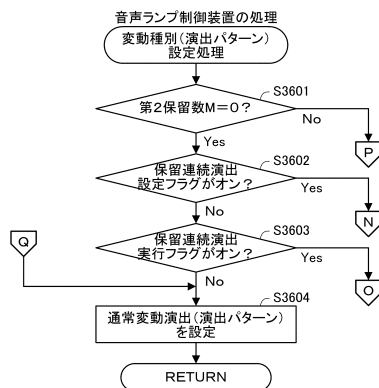 音声ランプ制御装置の処理
変動種別(演出パターン)
設定処理
S3601
第2保留数M=0?
No
P
Yes
S3602
保留連続演出
設定フラグがオン?
Yes
N
No
Q
S3603
保留連続演出
実行フラグがオン?
Yes
O
No
S3604
通常変動演出(演出パターン)
を設定
RETURN